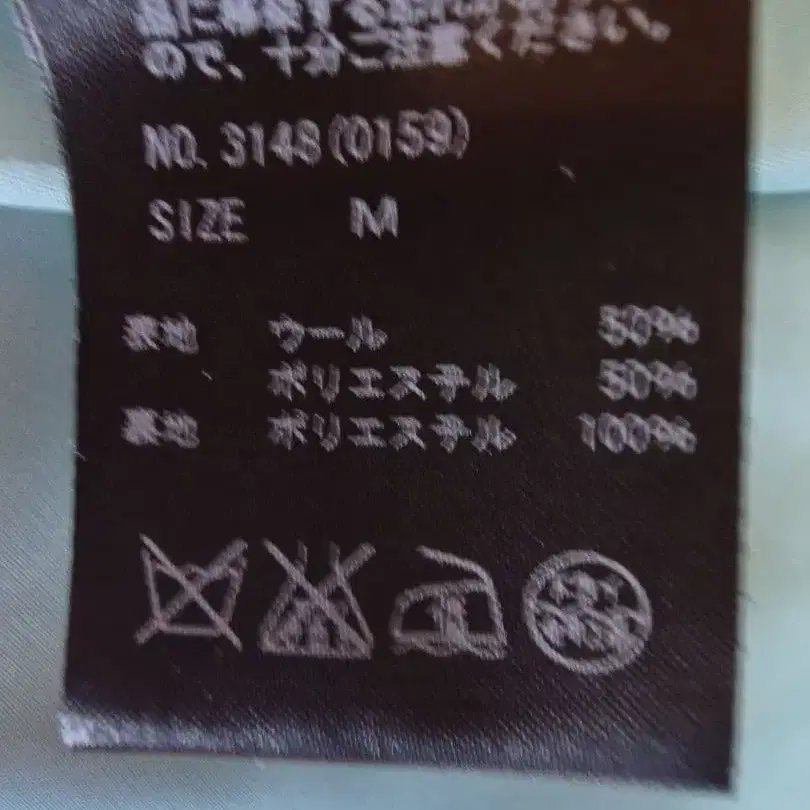 ので、十分ご注意ください。
NO. 3148(0159)
SIZE M
表地 ウール 50%
ポリエステル 50%
裏地 ポリエステル 100%